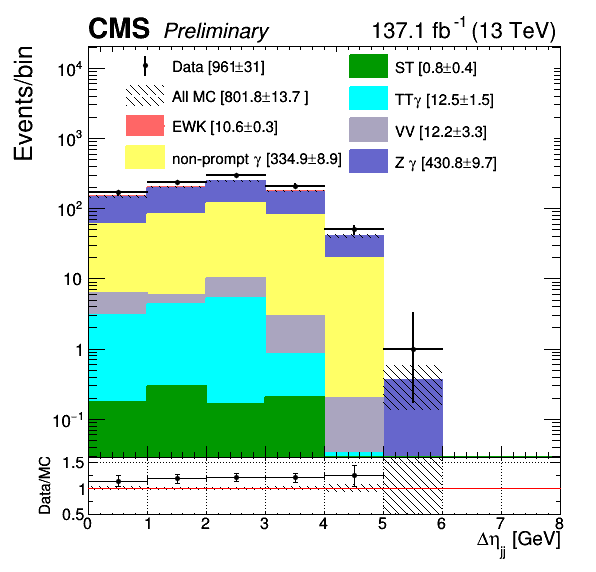 CMS Preliminary 137.1 fb⁻¹ (13 TeV)
Events/bin
Data [961±31]
All MC [801.8±13.7 ]
EWK [10.6±0.3]
non-prompt γ [334.9±8.9]
ST [0.8±0.4]
TTγ [12.5±1.5]
VV [12.2±3.3]
Z γ [430.8±9.7]
10⁴
10³
10²
10
1
10⁻¹
Data/MC
1.5
1
0.5
0 1 2 3 4 5 6 7 8
Δη_jj [GeV]